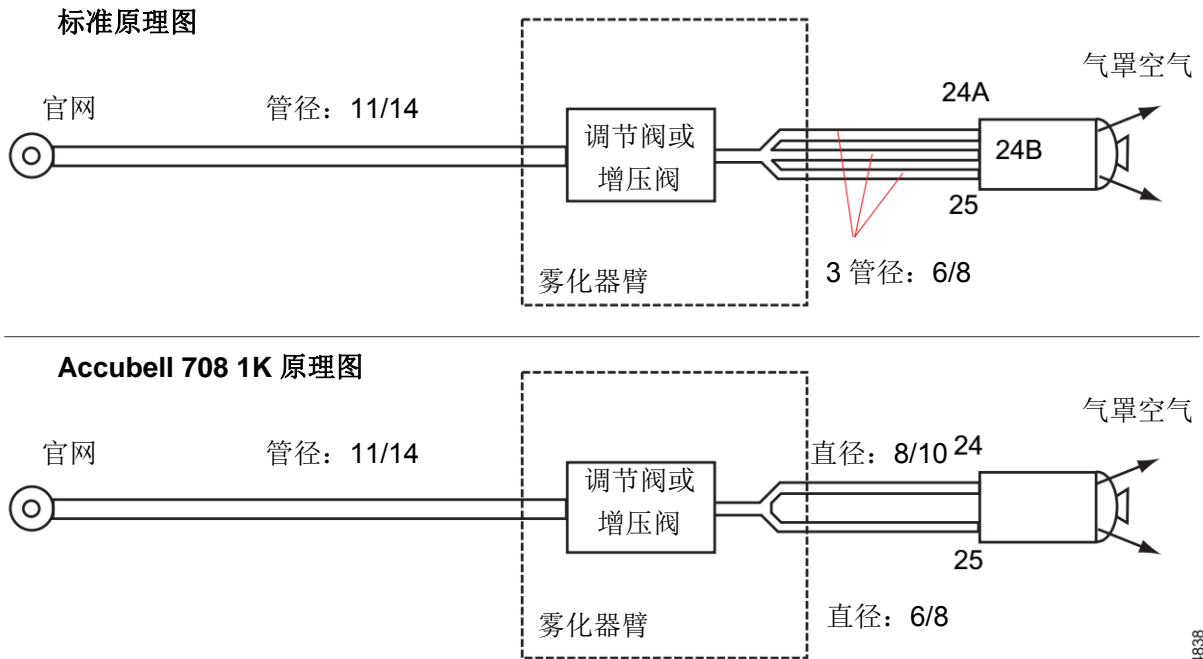 标准原理图
气罩空气
官网
管径：11/14
24A
调节阀或
增压阀
24B
25
雾化器臂
3 管径：6/8
Accubell 708 1K 原理图
气罩空气
官网
管径：11/14
直径：8/10
24
调节阀或
增压阀
25
雾化器臂
直径：6/8
4838